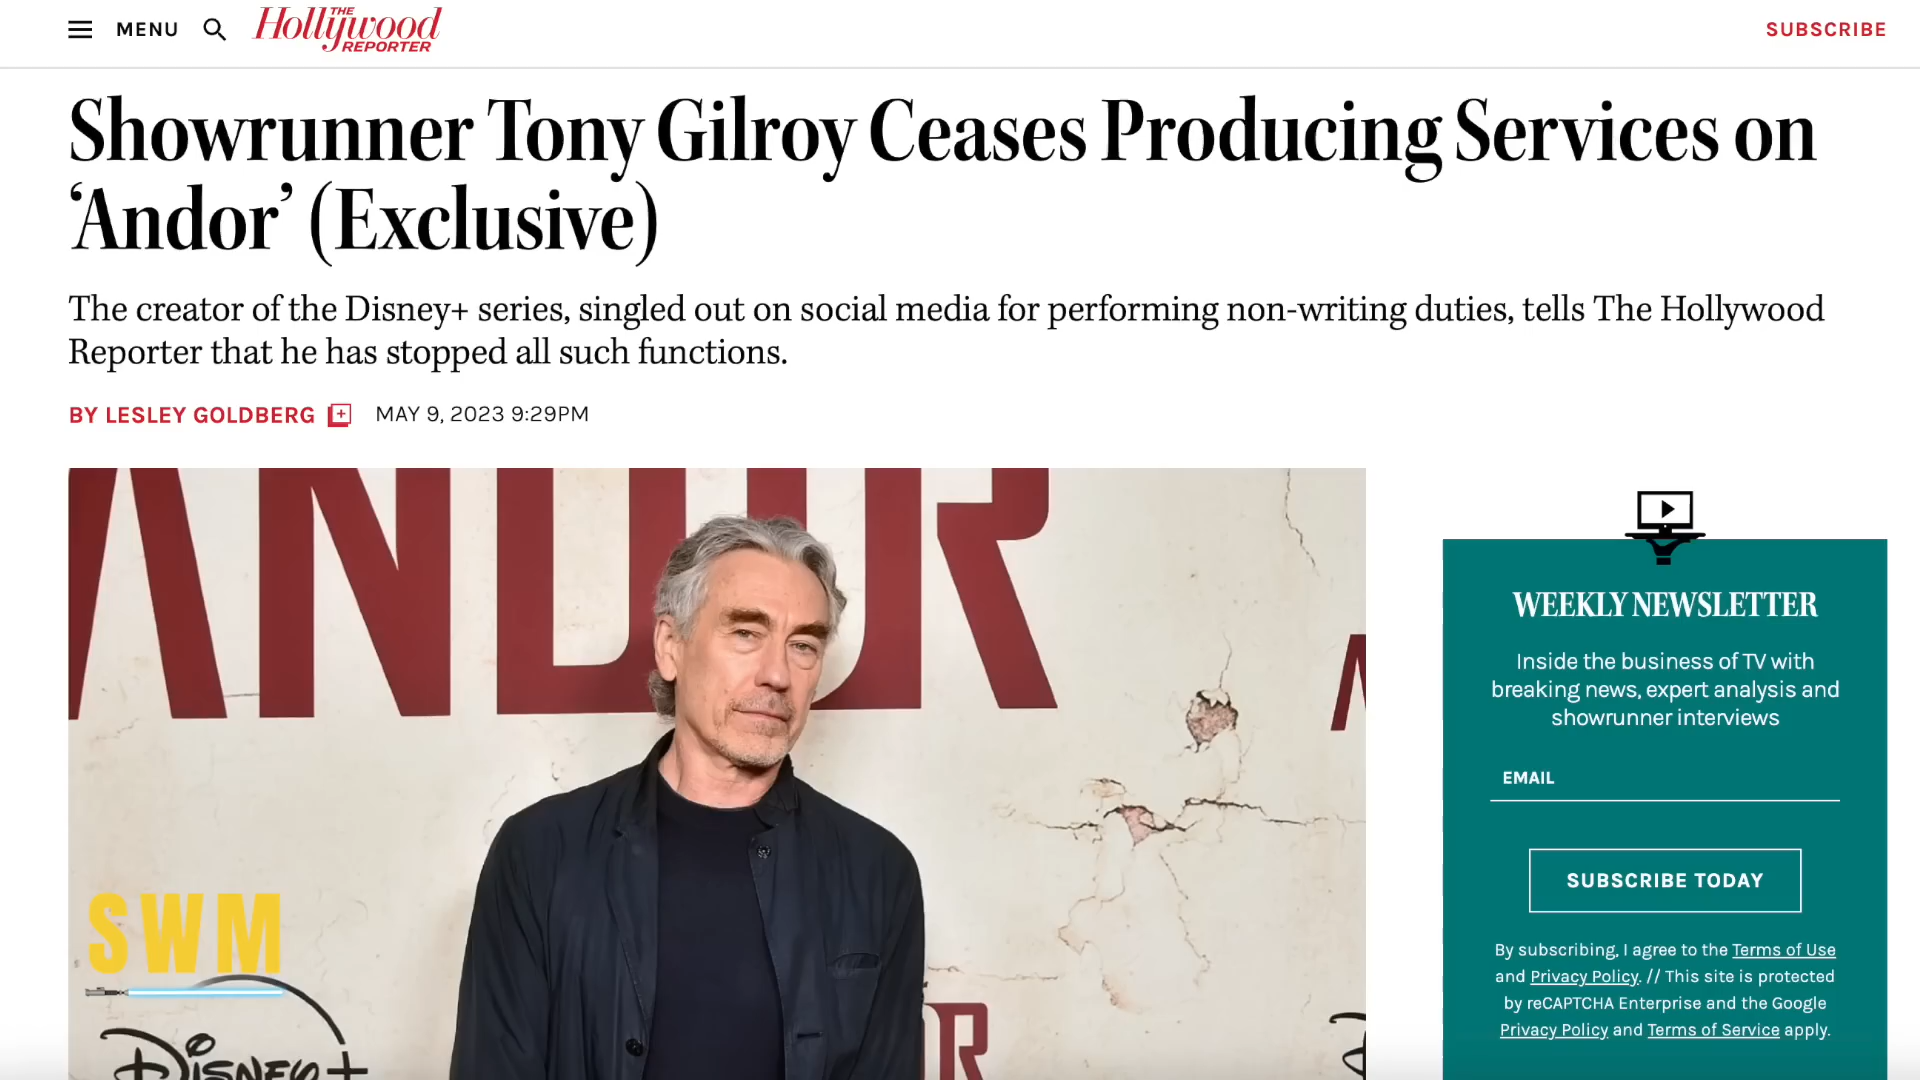 MENU
THE
Hollywood
REPORTER
SUBSCRIBE
Showrunner Tony Gilroy Ceases Producing Services on
‘Andor’ (Exclusive)
The creator of the Disney+ series, singled out on social media for performing non-writing duties, tells The Hollywood
Reporter that he has stopped all such functions.
BY LESLEY GOLDBERG
MAY 9, 2023 9:29PM
ANDOR
SWM
DISNEY+
WEEKLY NEWSLETTER
Inside the business of TV with
breaking news, expert analysis and
showrunner interviews
EMAIL
SUBSCRIBE TODAY
By subscribing, I agree to the Terms of Use
and Privacy Policy. // This site is protected
by reCAPTCHA Enterprise and the Google
Privacy Policy and Terms of Service apply.